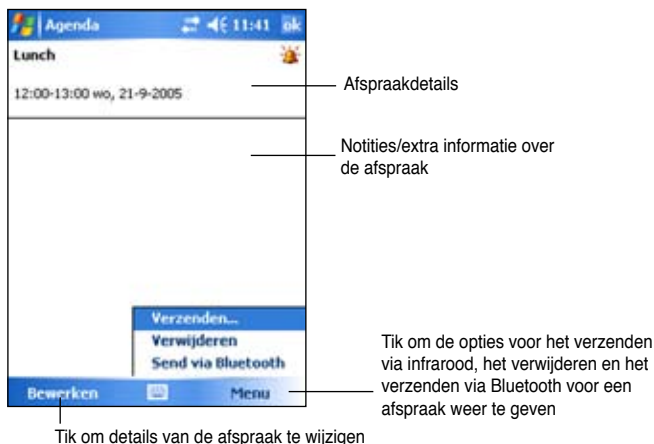 Agenda 11:41 ok
Lunch
12:00-13:00 wo, 21-9-2005
Afspraakdetails
Notities/extra informatie over
de afspraak
Verzenden...
Verwijderen
Send via Bluetooth
Bewerken Menu
Tik om de opties voor het verzenden
via infrarood, het verwijderen en het
verzenden via Bluetooth voor een
afspraak weer te geven
Tik om details van de afspraak te wijzigen